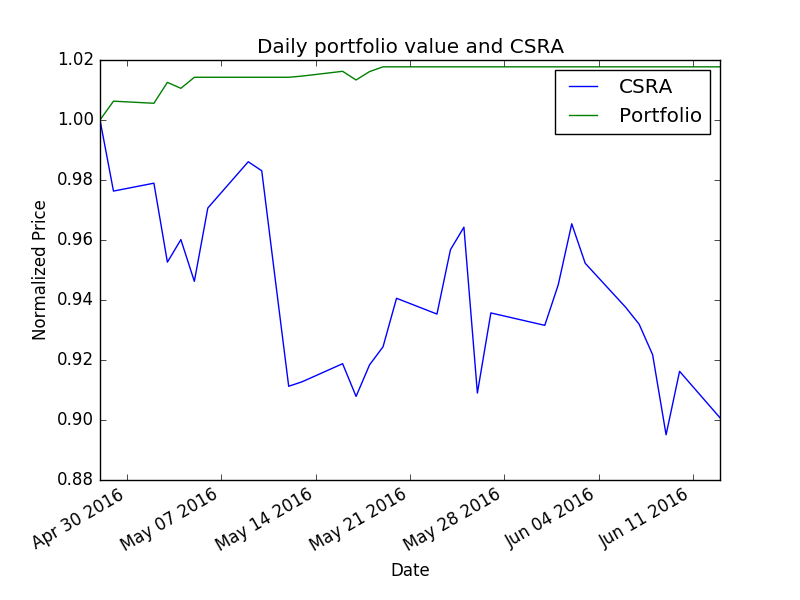 Daily portfolio value and CSRA
1.02
1.00
0.98
0.96
0.94
0.92
0.90
0.88
Normalized Price
CSRA
Portfolio
Apr 30 2016
May 07 2016
May 14 2016
May 21 2016
May 28 2016
Jun 04 2016
Jun 11 2016
Date